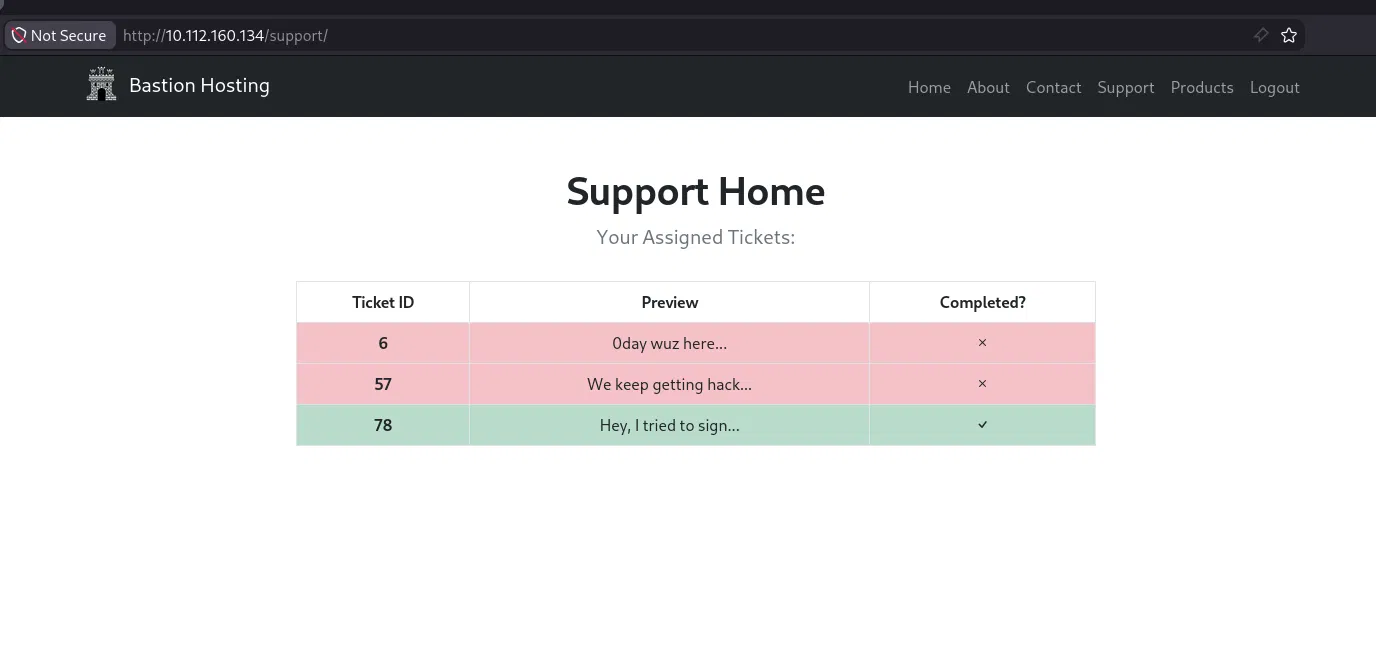 Not Secure http://10.112.160.134/support/
Bastion Hosting Home About Contact Support Products Logout
Support Home
Your Assigned Tickets:
Ticket ID Preview Completed?
6 0day wuz here... ×
57 We keep getting hack... ×
78 Hey, I tried to sign... ✓